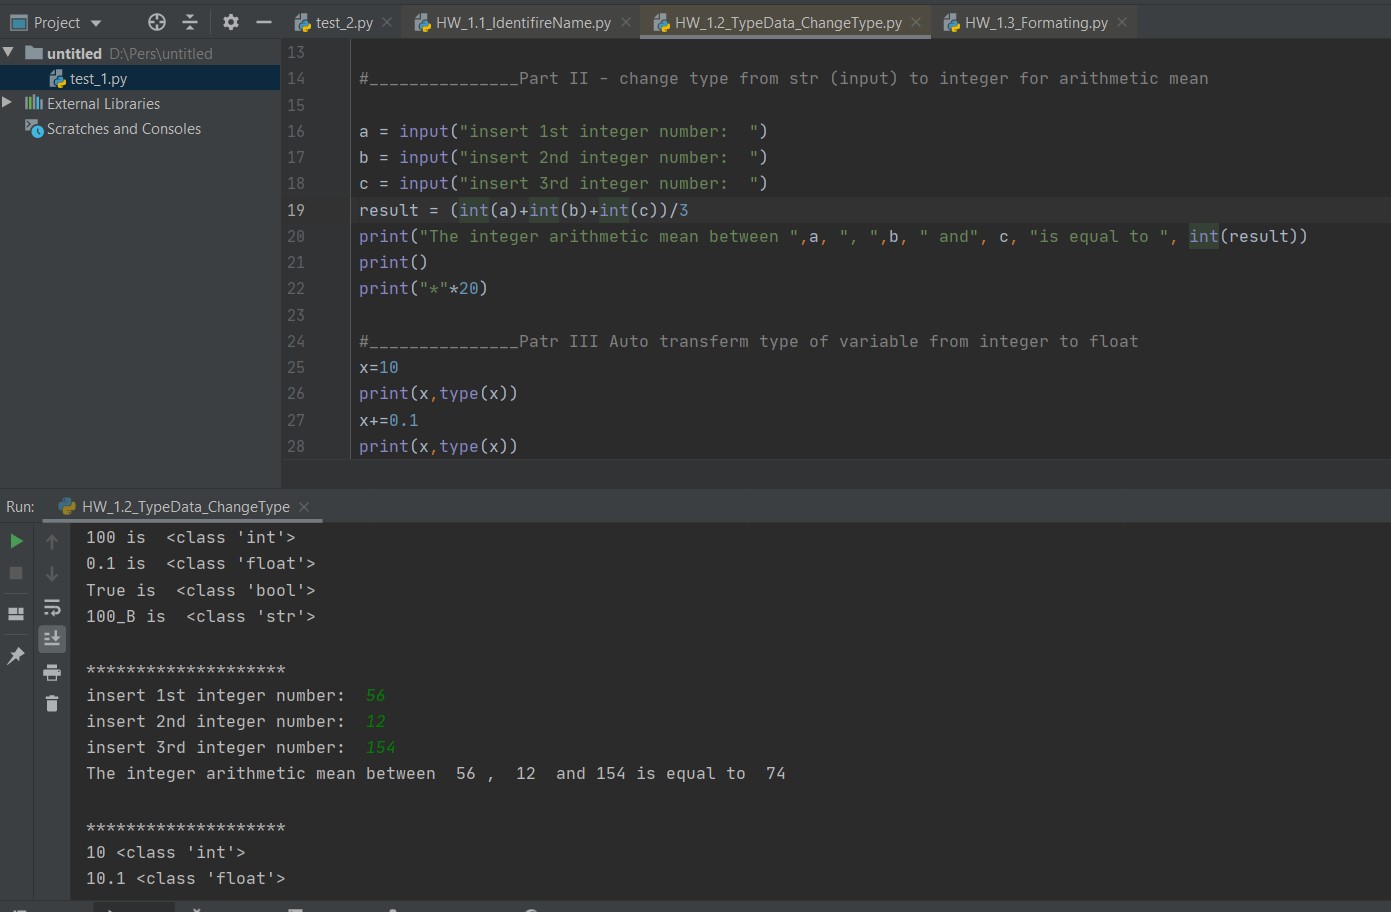 Project
test_2.py
HW_1.1_IdentifireName.py
HW_1.2_TypeData_ChangeType.py
HW_1.3_Formating.py
untitled D:\Pers\untitled
test_1.py
External Libraries
Scratches and Consoles
13
14 #_______________Part II - change type from str (input) to integer for arithmetic mean
15
16 a = input("insert 1st integer number:  ")
17 b = input("insert 2nd integer number:  ")
18 c = input("insert 3rd integer number:  ")
19 result = (int(a)+int(b)+int(c))/3
20 print("The integer arithmetic mean between ",a, ", ",b, " and", c, "is equal to ", int(result))
21 print()
22 print("*"*20)
23
24 #_______________Patr III Auto transferm type of variable from integer to float
25 x=10
26 print(x,type(x))
27 x+=0.1
28 print(x,type(x))
Run: HW_1.2_TypeData_ChangeType
100 is  <class 'int'>
0.1 is  <class 'float'>
True is  <class 'bool'>
100_B is  <class 'str'>
********************
insert 1st integer number:  56
insert 2nd integer number:  12
insert 3rd integer number:  154
The integer arithmetic mean between  56 ,  12  and 154 is equal to  74
********************
10 <class 'int'>
10.1 <class 'float'>